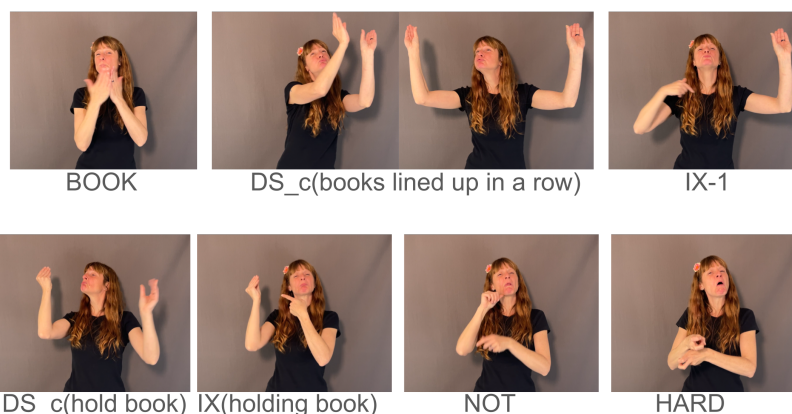 BOOK DS_c(books lined up in a row) IX-1
DS_c(hold book) IX(holding book) NOT HARD